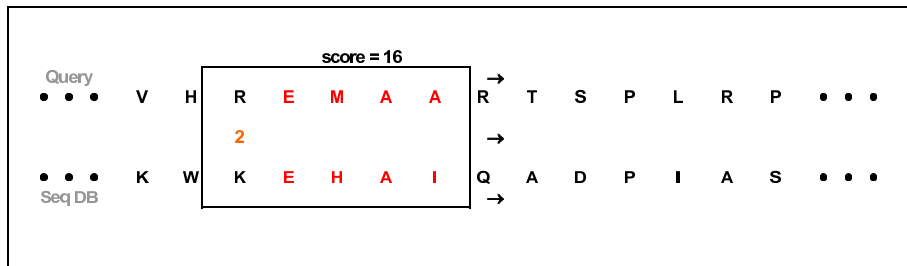 score = 16
Query
• • • V H R E M A A R T S P L R P • • •
2
• • • K W K E H A I Q A D P I A S • • •
Seq DB